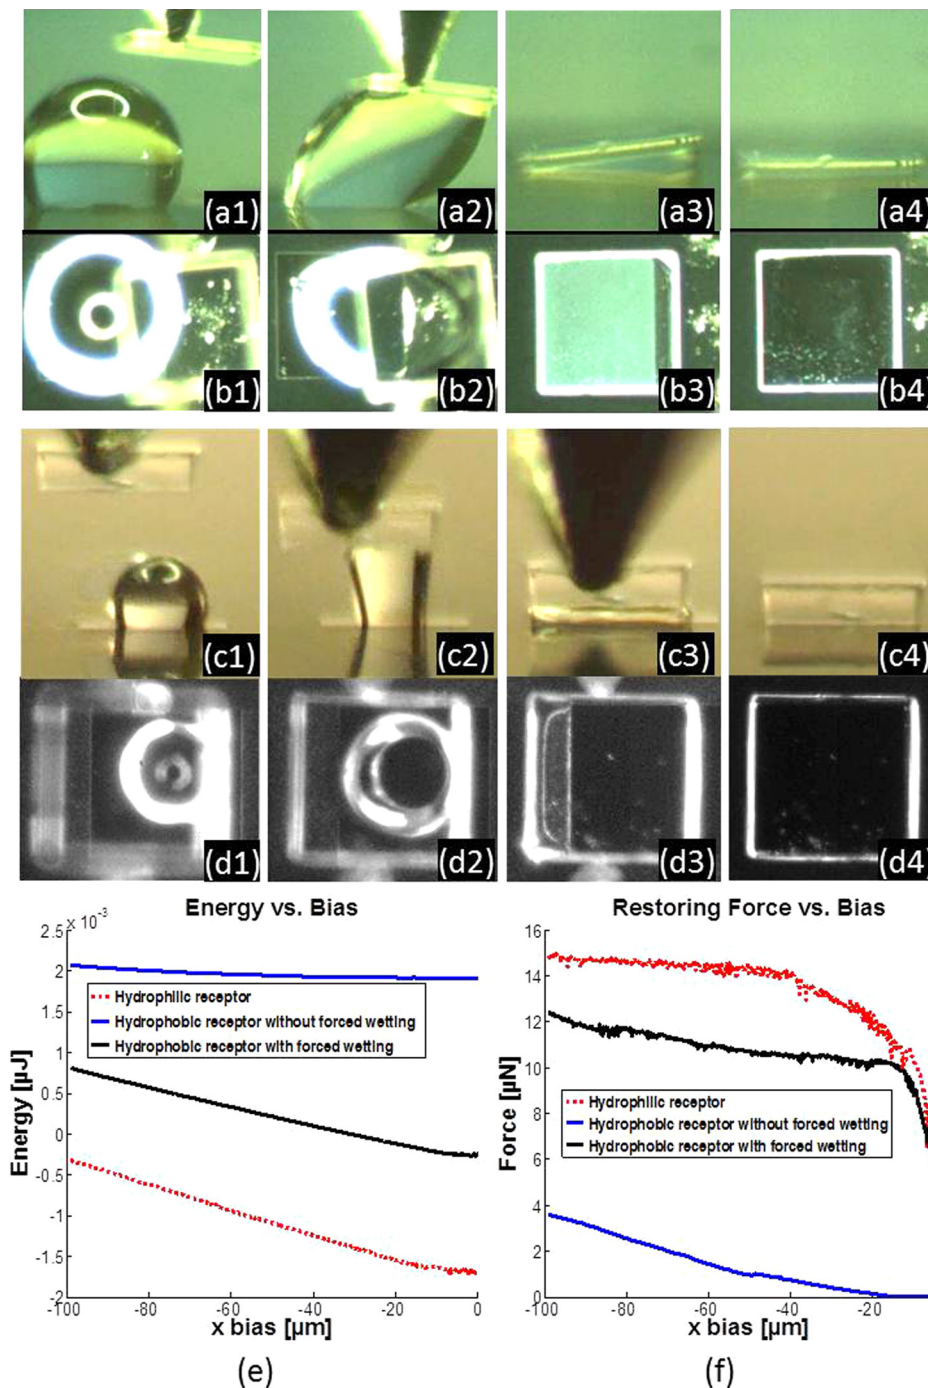 (a1)
(a2)
(a3)
(a4)
(b1)
(b2)
(b3)
(b4)
(c1)
(c2)
(c3)
(c4)
(d1)
(d2)
(d3)
(d4)
Energy vs. Bias
x 10⁻³
2.5
2
1.5
1
0.5
0
-0.5
-1
-1.5
-2
Energy [µJ]
Hydrophilic receptor
Hydrophobic receptor without forced wetting
Hydrophobic receptor with forced wetting
-100
-80
-60
-40
-20
0
x bias [µm]
(e)
Restoring Force vs. Bias
16
14
12
10
8
6
4
2
0
Force [µN]
Hydrophilic receptor
Hydrophobic receptor without forced wetting
Hydrophobic receptor with forced wetting
-100
-80
-60
-40
-20
x bias [µm]
(f)